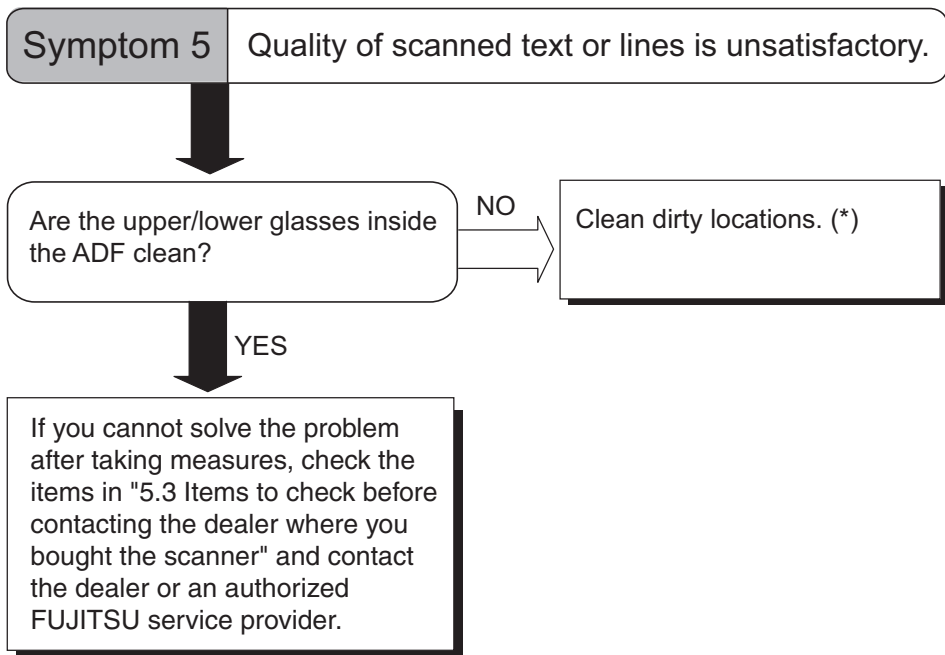 Symptom 5
Quality of scanned text or lines is unsatisfactory.
Are the upper/lower glasses inside
the ADF clean?
NO
Clean dirty locations. (*)
YES
If you cannot solve the problem
after taking measures, check the
items in "5.3 Items to check before
contacting the dealer where you
bought the scanner" and contact
the dealer or an authorized
FUJITSU service provider.